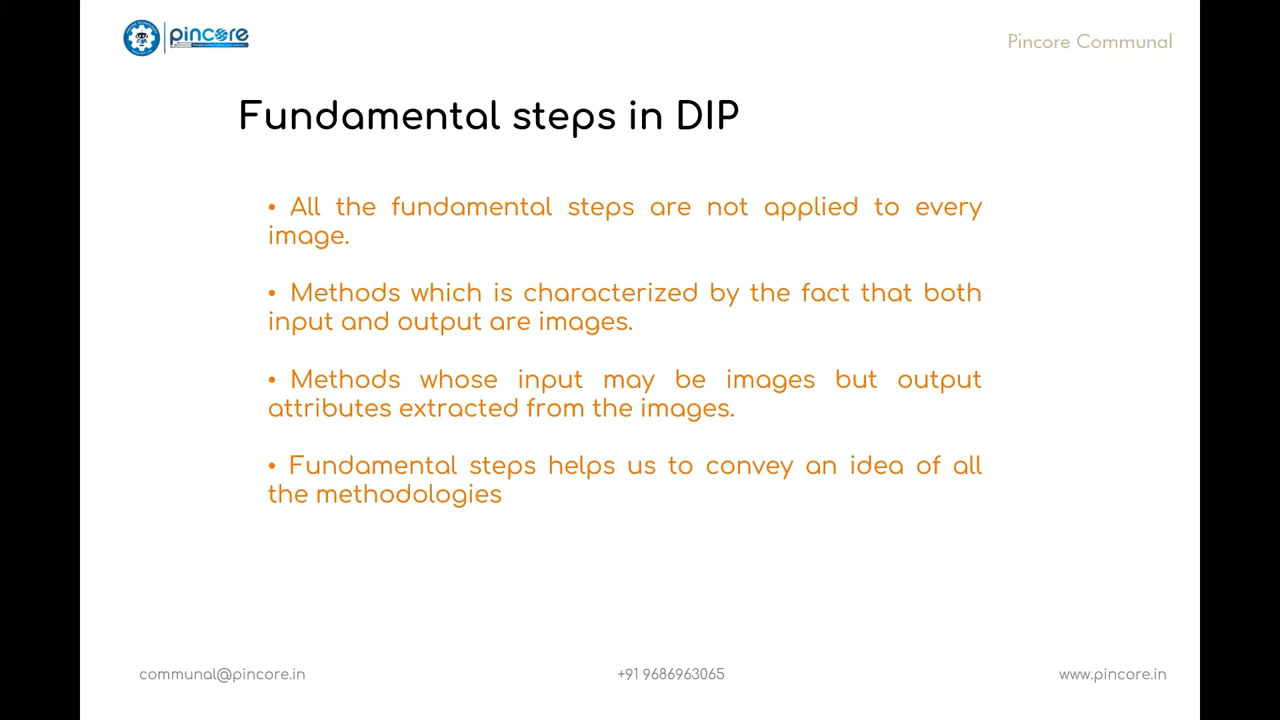 pincore
Pincore Communal
Fundamental steps in DIP
• All the fundamental steps are not applied to every
image.
• Methods which is characterized by the fact that both
input and output are images.
• Methods whose input may be images but output
attributes extracted from the images.
• Fundamental steps helps us to convey an idea of all
the methodologies
communal@pincore.in
+91 9686963065
www.pincore.in